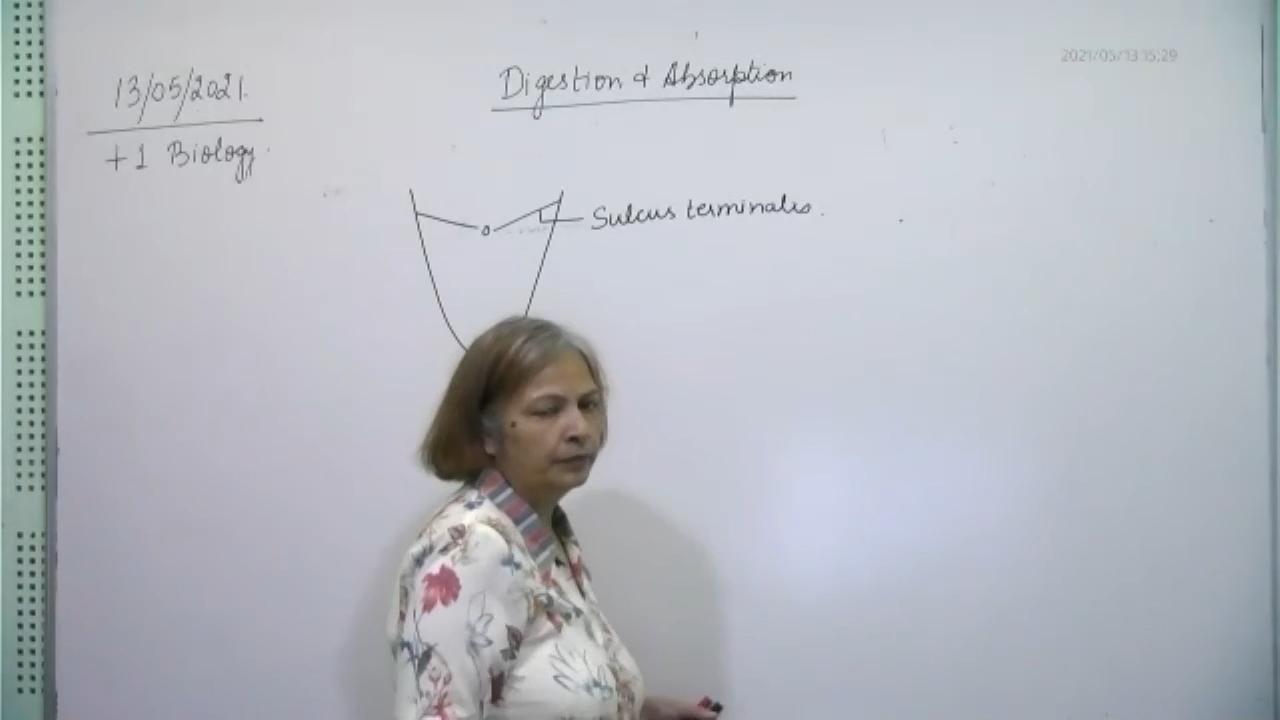 2021/05/13 15:29
13/05/2021.
Digestion & Absorption
+1 Biology.
Sulcus terminalis.